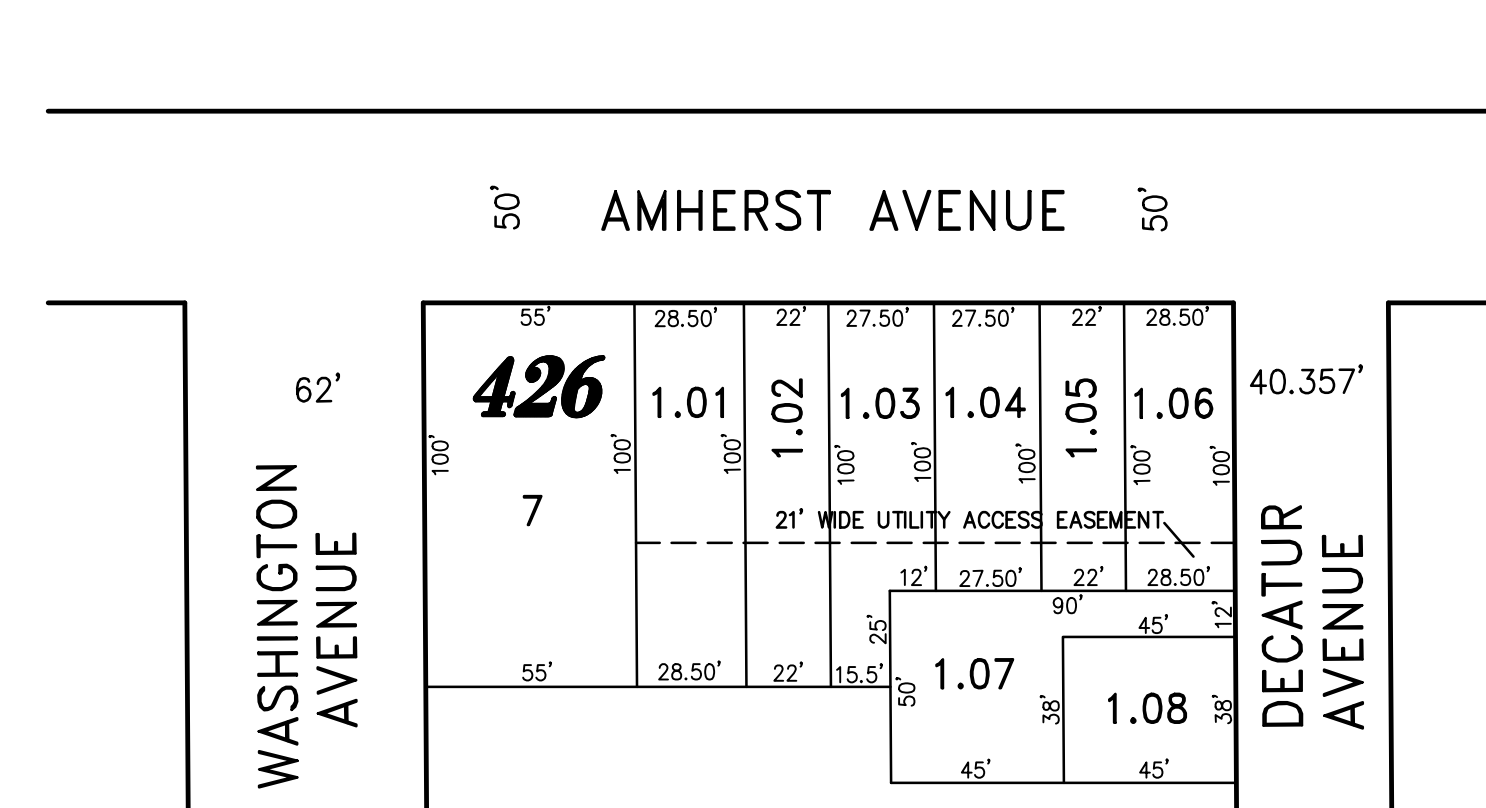 50' AMHERST AVENUE 50'
55' 28.50' 22' 27.50' 27.50' 22' 28.50'
426 1.01 1.02 1.03 1.04 1.05 1.06
62' 40.357'
100' 100' 100' 100' 100' 100' 100' 100'
7
WASHINGTON
AVENUE
DECATUR
AVENUE
21' WIDE UTILITY ACCESS EASEMENT
12' 27.50' 22' 28.50'
90'
25' 45' 12'
55' 28.50' 22' 15.5'
50' 1.07
38' 1.08 38'
45' 45'